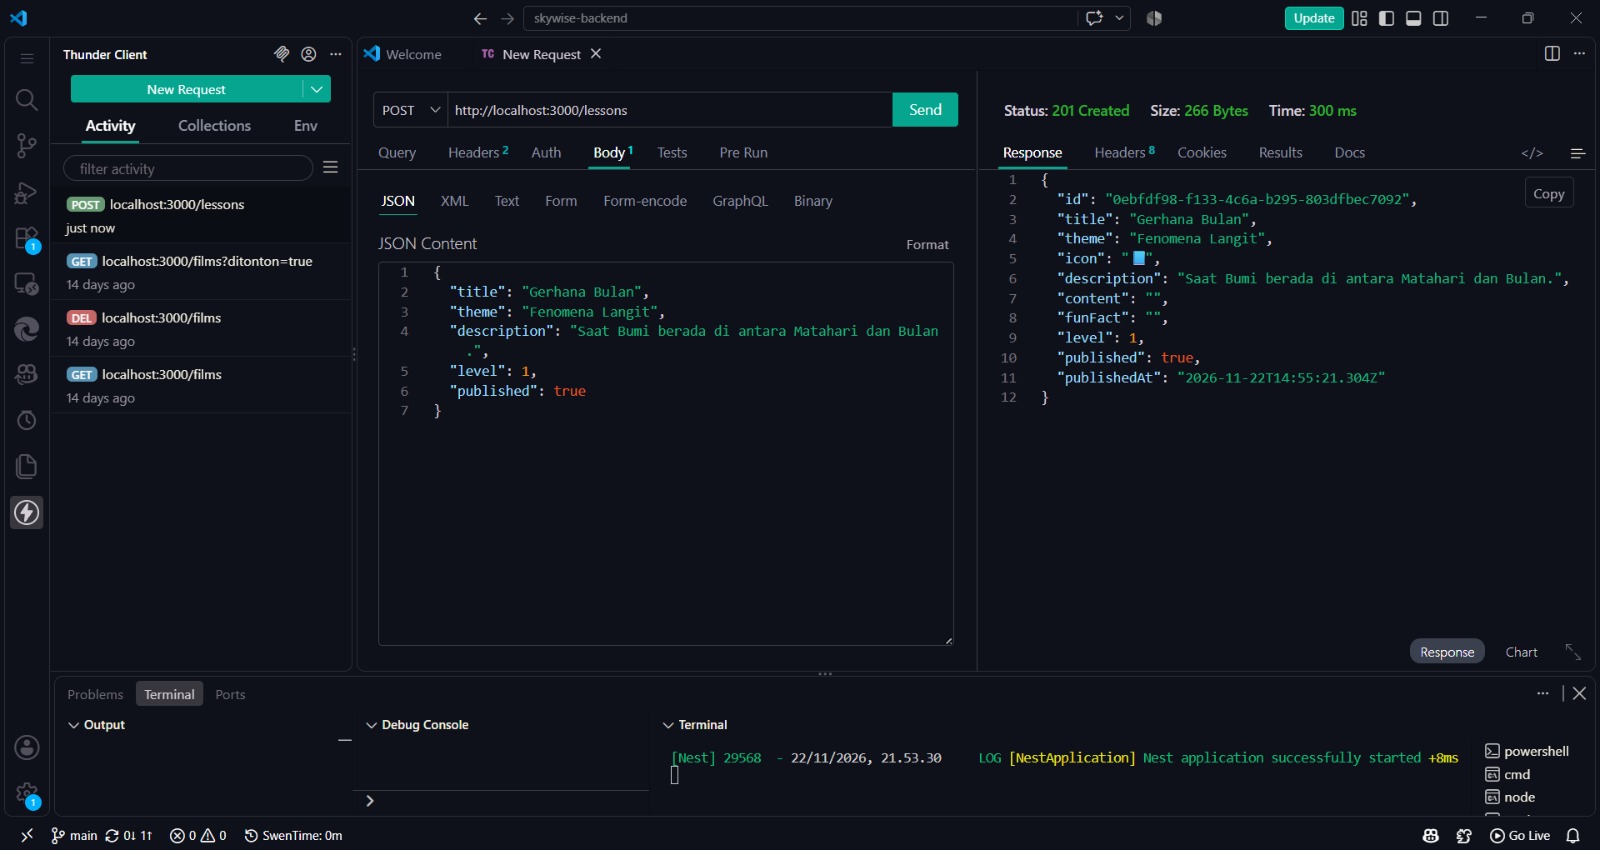 skywise-backend
Update
Thunder Client
New Request
Activity Collections Env
filter activity
POST localhost:3000/lessons
just now
GET localhost:3000/films?ditonton=true
14 days ago
DEL localhost:3000/films
14 days ago
GET localhost:3000/films
14 days ago
Welcome TC New Request
POST http://localhost:3000/lessons Send
Query Headers 2 Auth Body 1 Tests Pre Run
JSON XML Text Form Form-encode GraphQL Binary
JSON Content Format
1 {
2 "title": "Gerhana Bulan",
3 "theme": "Fenomena Langit",
4 "description": "Saat Bumi berada di antara Matahari dan Bulan
.",
5 "level": 1,
6 "published": true
7 }
Status: 201 Created Size: 266 Bytes Time: 300 ms
Response Headers 8 Cookies Results Docs </>
Copy
1 {
2 "id": "0ebfdf98-f133-4c6a-b295-803dfbec7092",
3 "title": "Gerhana Bulan",
4 "theme": "Fenomena Langit",
5 "icon": "📘",
6 "description": "Saat Bumi berada di antara Matahari dan Bulan.",
7 "content": "",
8 "funFact": "",
9 "level": 1,
10 "published": true,
11 "publishedAt": "2026-11-22T14:55:21.304Z"
12 }
Response Chart
Problems Terminal Ports
Output
Debug Console
>
Terminal
[Nest] 29568 - 22/11/2026, 21.53.30 LOG [NestApplication] Nest application successfully started +8ms
powershell
cmd
node
1
1
main 0↓ 1↑ 0 0 SwenTime: 0m Go Live